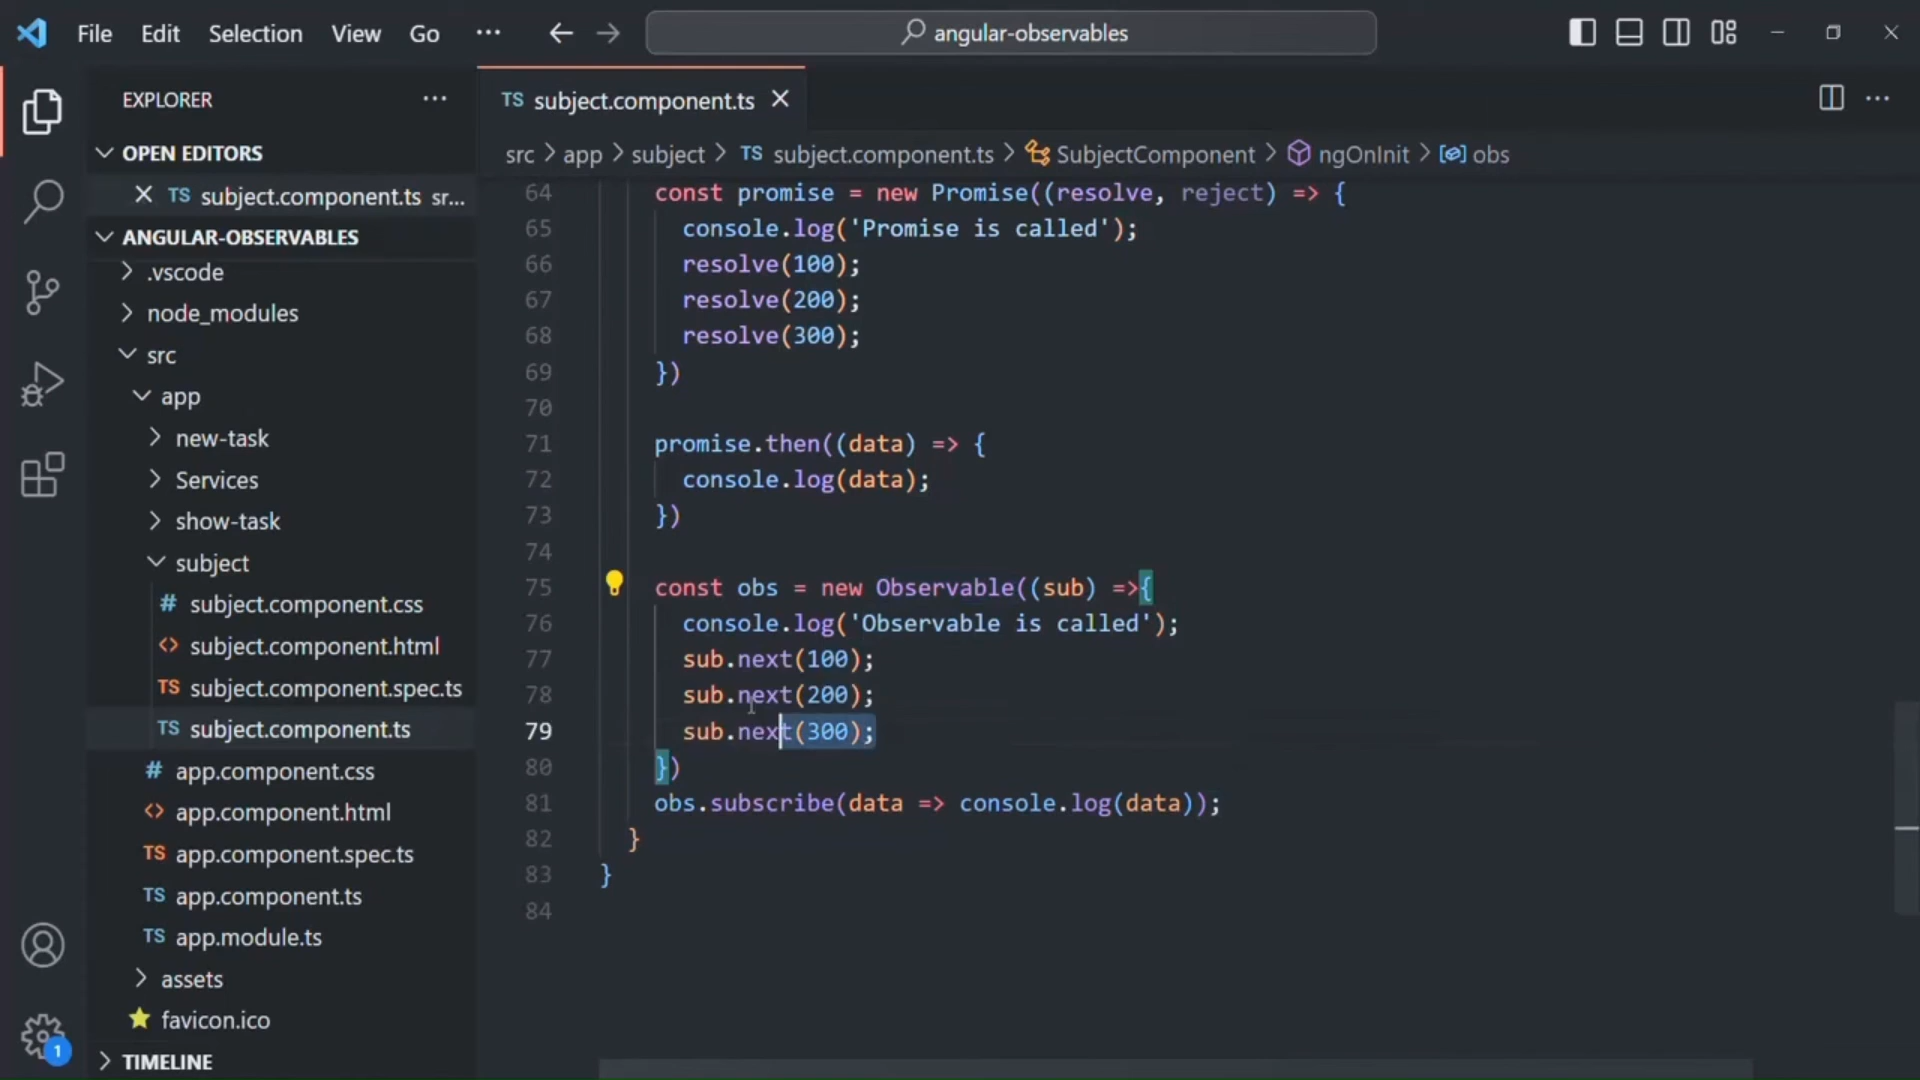 File Edit Selection View Go ··· angular-observables
EXPLORER ···
OPEN EDITORS
TS subject.component.ts sr...
ANGULAR-OBSERVABLES
.vscode
node_modules
src
app
new-task
Services
show-task
subject
# subject.component.css
<> subject.component.html
TS subject.component.spec.ts
TS subject.component.ts
# app.component.css
<> app.component.html
TS app.component.spec.ts
TS app.component.ts
TS app.module.ts
assets
favicon.ico
TIMELINE
1
TS subject.component.ts
src > app > subject > TS subject.component.ts > SubjectComponent > ngOnInit > obs
64 const promise = new Promise((resolve, reject) => {
65 console.log('Promise is called');
66 resolve(100);
67 resolve(200);
68 resolve(300);
69 })
70
71 promise.then((data) => {
72 console.log(data);
73 })
74
75 const obs = new Observable((sub) =>{
76 console.log('Observable is called');
77 sub.next(100);
78 sub.next(200);
79 sub.next(300);
80 })
81 obs.subscribe(data => console.log(data));
82 }
83 }
84